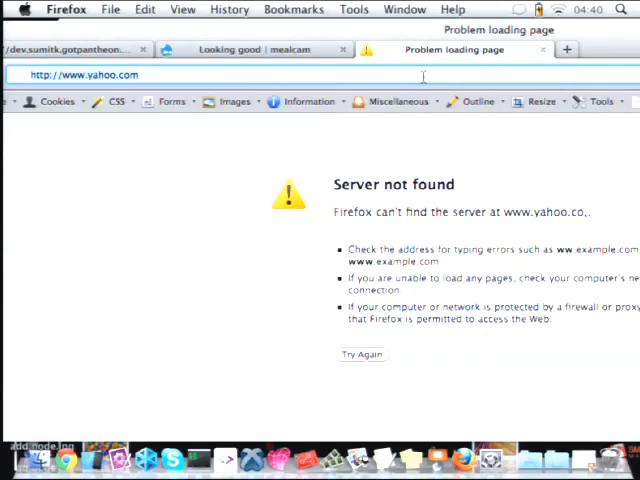 Firefox File Edit View History Bookmarks Tools Window Help 04:40
Problem loading page
//dev.sumitk.gotpantheon.... Looking good | mealcam Problem loading page
http://www.yahoo.com
Cookies CSS Forms Images Information Miscellaneous Outline Resize Tools
Server not found
Firefox can't find the server at www.yahoo.co,.
Check the address for typing errors such as ww.example.com
www.example.com
If you are unable to load any pages, check your computer's ne
connection.
If your computer or network is protected by a firewall or proxy
that Firefox is permitted to access the Web.
Try Again
add node.png